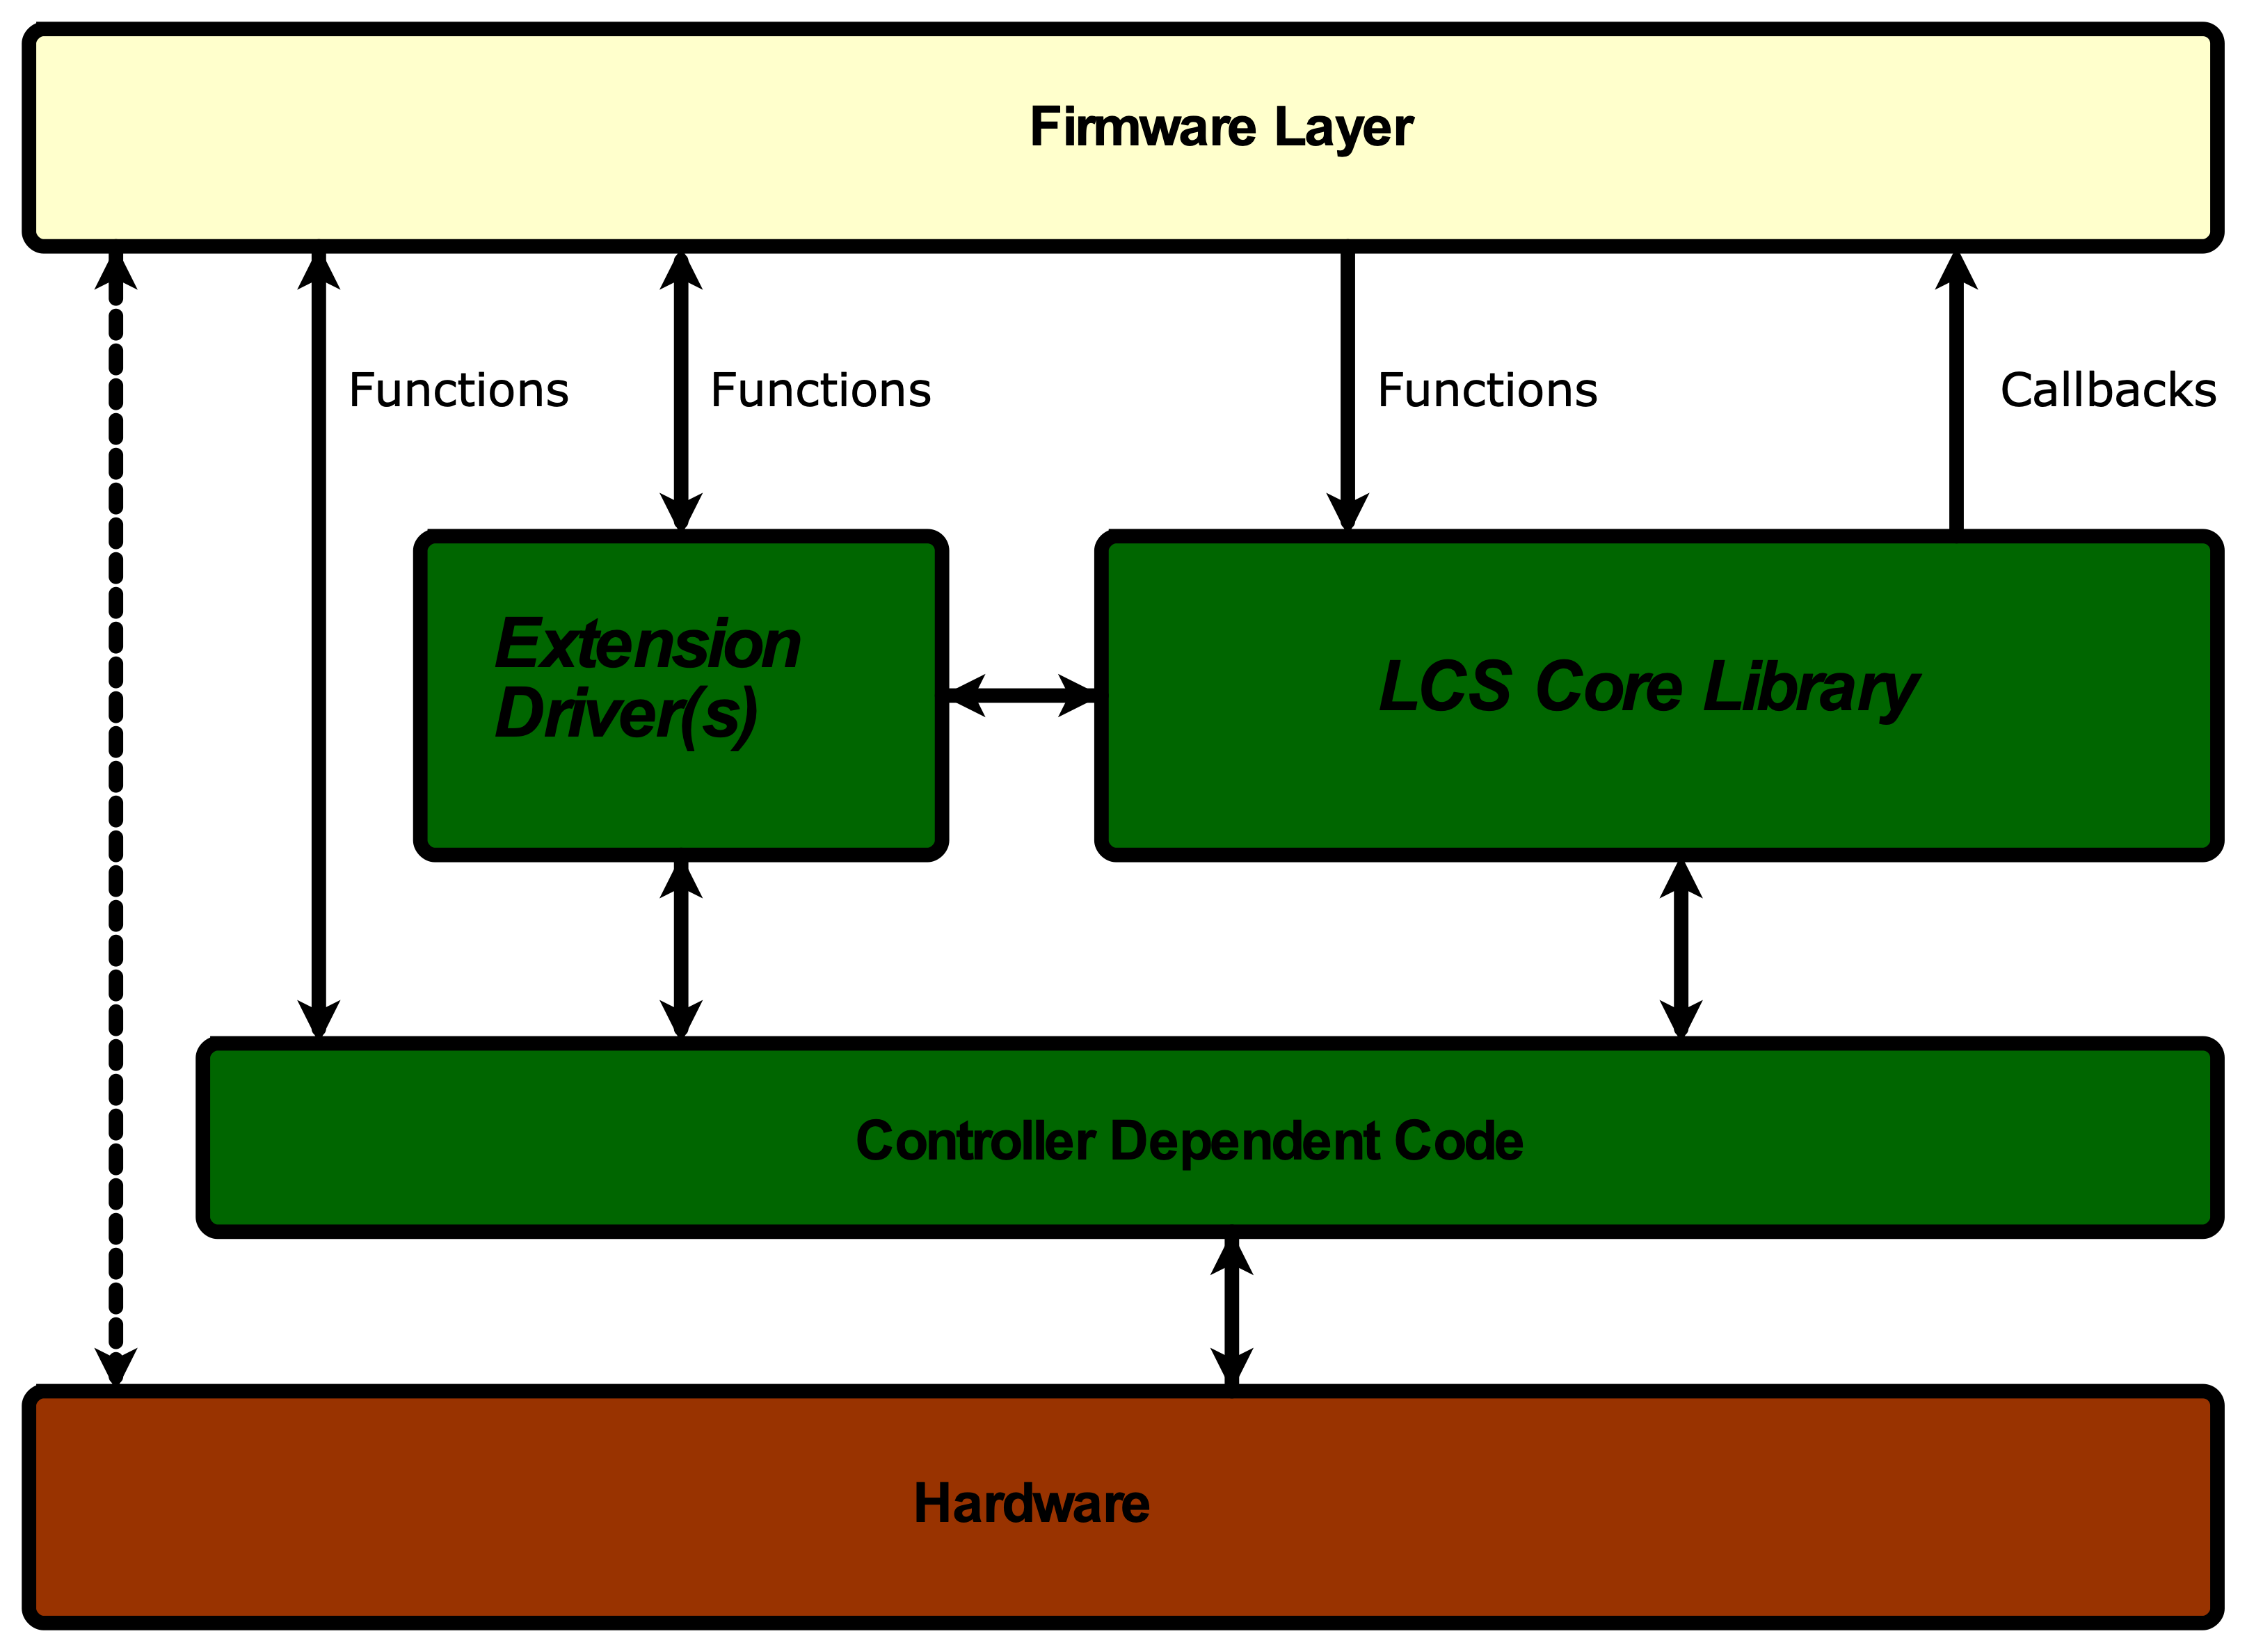 Firmware Layer
Functions
Functions
Functions
Callbacks
Extension
Driver(s)
LCS Core Library
Controller Dependent Code
Hardware